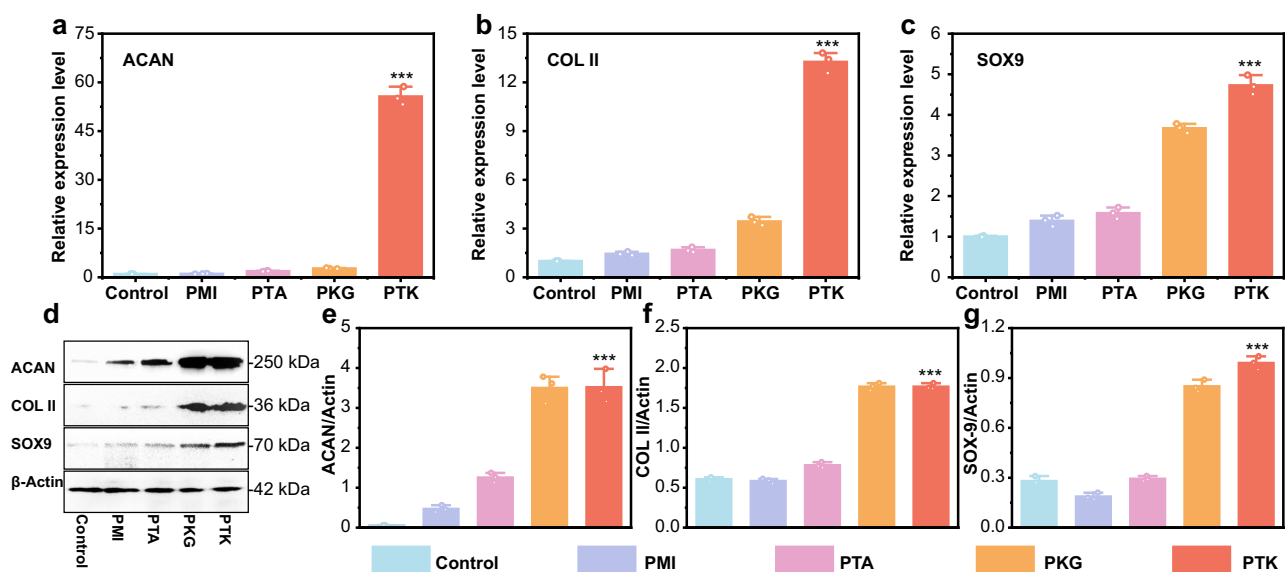 a
75
60
45
30
15
0
Relative expression level
ACAN
***
Control PMI PTA PKG PTK
b
15
12
9
6
3
0
Relative expression level
COL II
***
Control PMI PTA PKG PTK
c
6
5
4
3
2
1
0
Relative expression level
SOX9
***
Control PMI PTA PKG PTK
d
ACAN
250 kDa
COL II
36 kDa
SOX9
70 kDa
β-Actin
42 kDa
Control PMI PTA PKG PTK
e
5
4
3
2
1
0
ACAN/Actin
***
f
2.5
2.0
1.5
1.0
0.5
0.0
COL II/Actin
***
g
1.2
0.9
0.6
0.3
0.0
SOX-9/Actin
***
Control PMI PTA PKG PTK